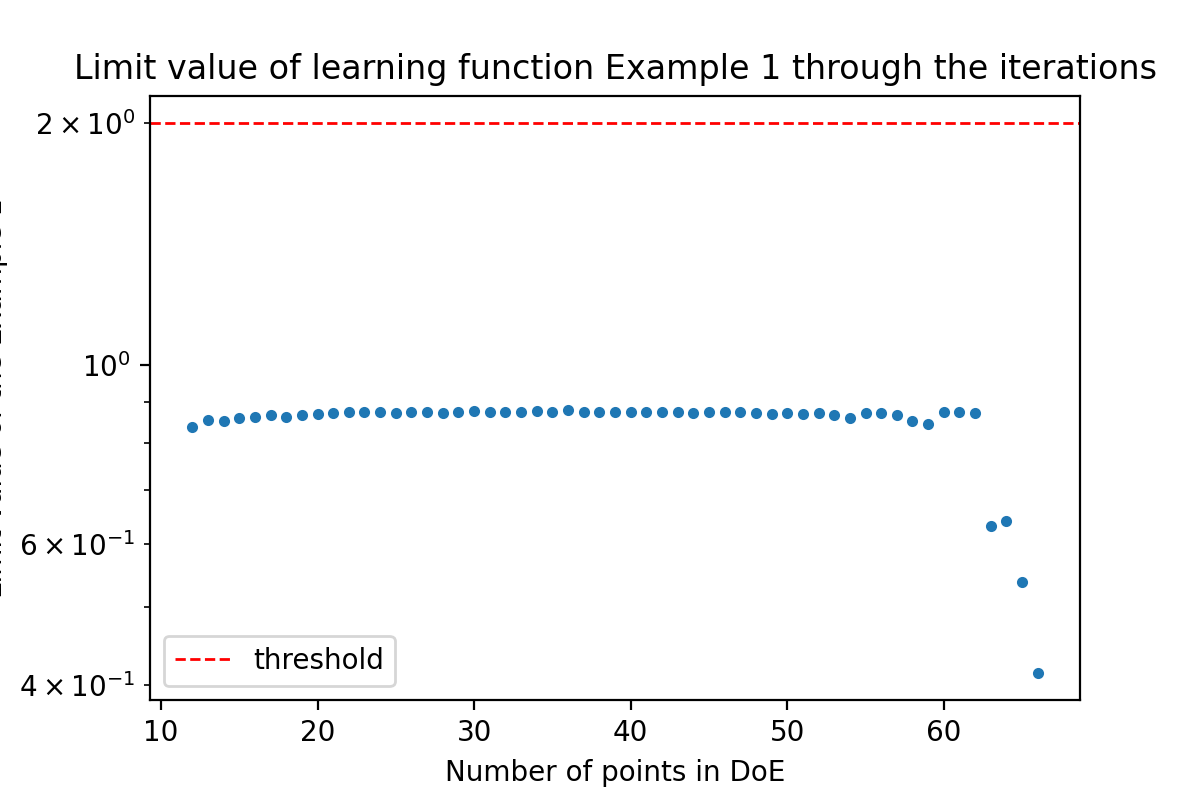 Limit value of learning function Example 1 through the iterations
2 × 10⁰
10⁰
6 × 10⁻¹
4 × 10⁻¹
threshold
10 20 30 40 50 60
Number of points in DoE